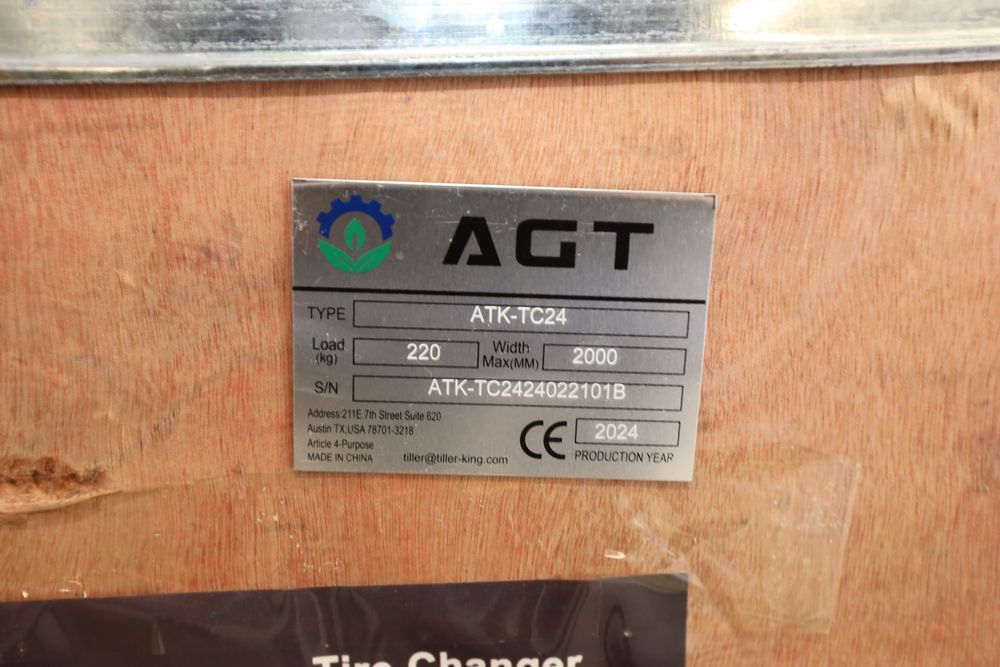 AGT
TYPE ATK-TC24
Load (kg) 220 Width Max(MM) 2000
S/N ATK-TC2424022101B
Address:211E.7th Street Suite 620
Austin TX.USA 78701-3218
Article 4-Purpose
MADE IN CHINA tiller@tiller-king.com
CE 2024
PRODUCTION YEAR
Tire Changer